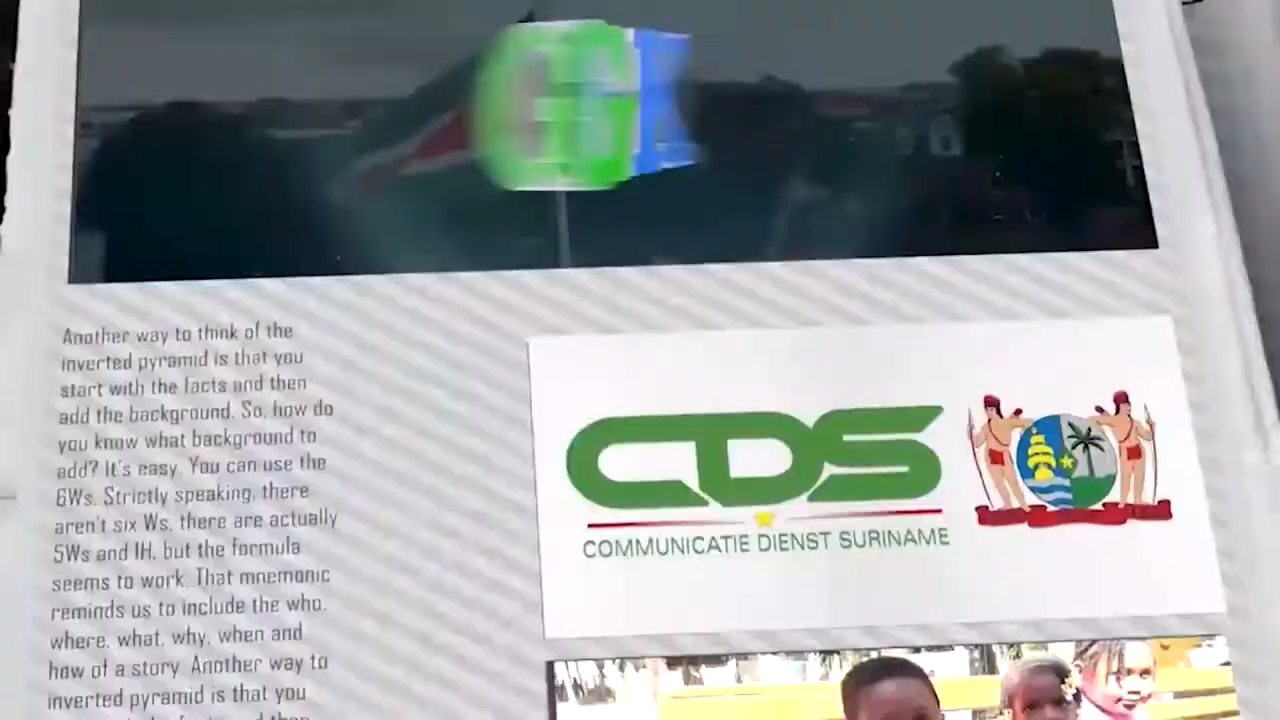 Another way to think of the
inverted pyramid is that you
start with the facts and then
add the background. So, how do
you know what background to
add? It's easy. You can use the
6Ws. Strictly speaking, there
aren't six Ws, there are actually
5Ws and 1H, but the formula
seems to work. That mnemonic
reminds us to include the who,
where, what, why, when and
how of a story. Another way to
inverted pyramid is that you
CDS
COMMUNICATIE DIENST SURINAME